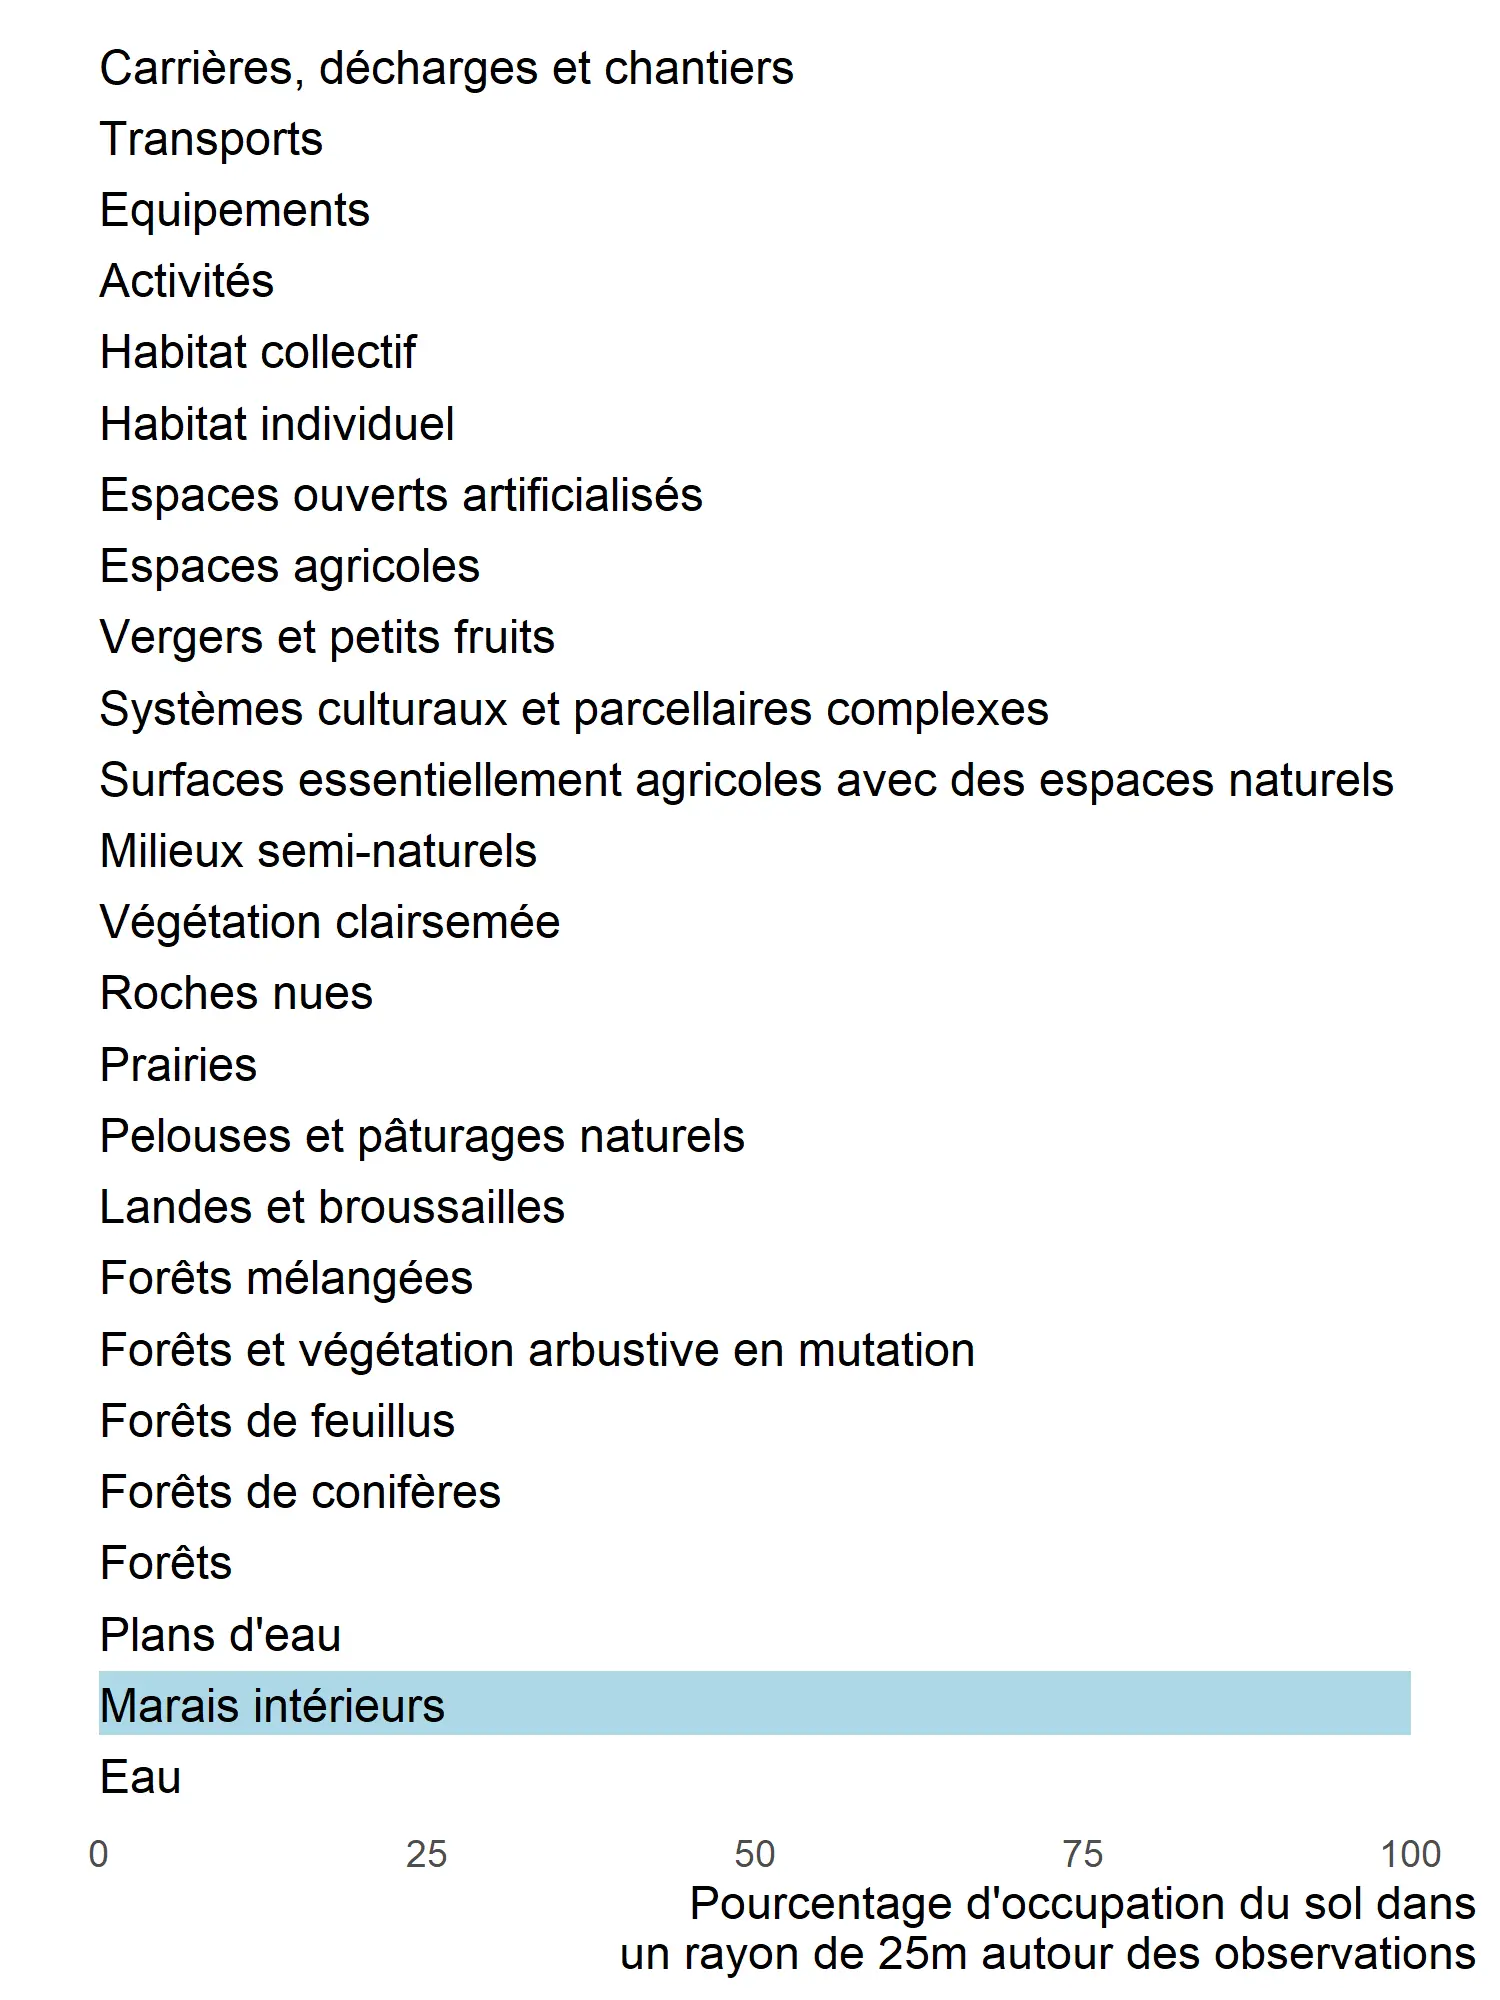 Carrières, décharges et chantiers
Transports
Equipements
Activités
Habitat collectif
Habitat individuel
Espaces ouverts artificialisés
Espaces agricoles
Vergers et petits fruits
Systèmes culturaux et parcellaires complexes
Surfaces essentiellement agricoles avec des espaces naturels
Milieux semi-naturels
Végétation clairsemée
Roches nues
Prairies
Pelouses et pâturages naturels
Landes et broussailles
Forêts mélangées
Forêts et végétation arbustive en mutation
Forêts de feuillus
Forêts de conifères
Forêts
Plans d'eau
Marais intérieurs
Eau
0 25 50 75 100
Pourcentage d'occupation du sol dans
un rayon de 25m autour des observations